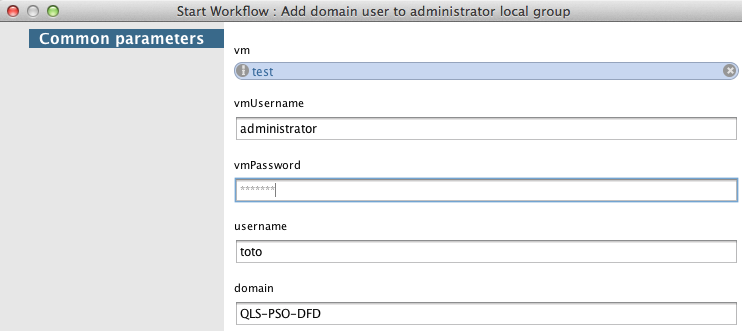 Start Workflow : Add domain user to administrator local group
Common parameters
vm
test
vmUsername
administrator
vmPassword
*******
username
toto
domain
QLS-PSO-DFD